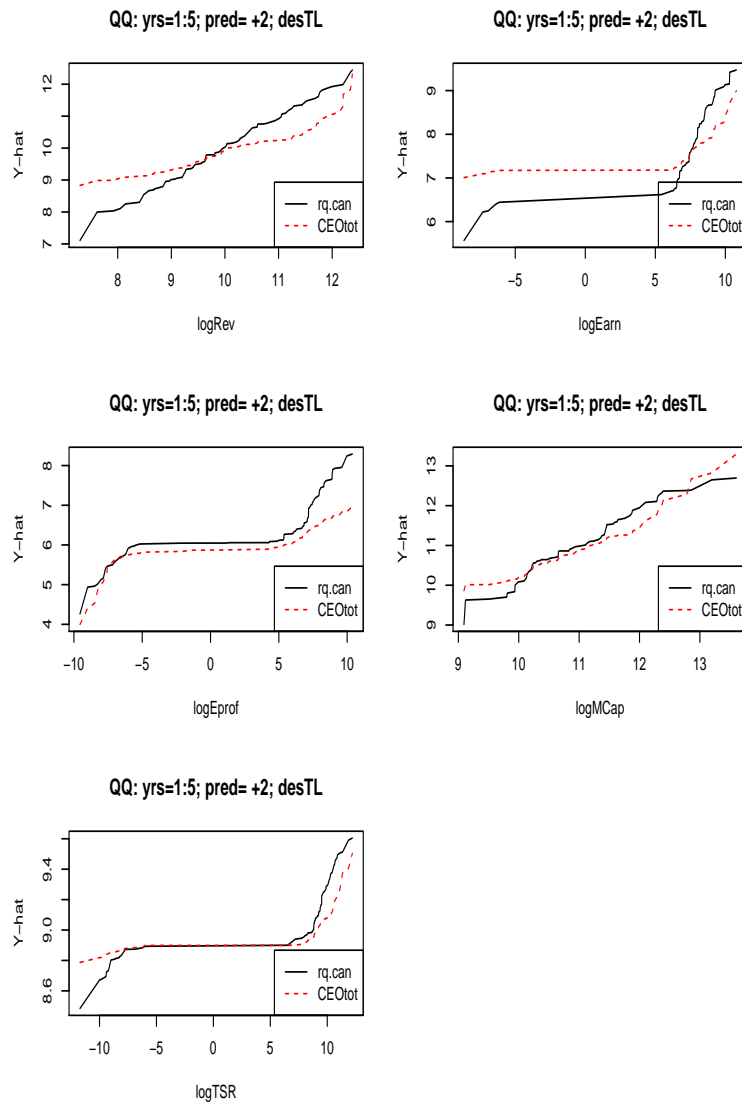 QQ: yrs=1:5; pred= +2; desTL
Y−hat
7 8 9 10 11 12
rq.can
CEOtot
8 9 10 11 12
logRev
QQ: yrs=1:5; pred= +2; desTL
Y−hat
6 7 8 9
rq.can
CEOtot
−5 0 5 10
logEarn
QQ: yrs=1:5; pred= +2; desTL
Y−hat
4 5 6 7 8
rq.can
CEOtot
−10 −5 0 5 10
logEprof
QQ: yrs=1:5; pred= +2; desTL
Y−hat
9 10 11 12 13
rq.can
CEOtot
9 10 11 12 13
logMCap
QQ: yrs=1:5; pred= +2; desTL
Y−hat
8.6 9.0 9.4
rq.can
CEOtot
−10 −5 0 5 10
logTSR